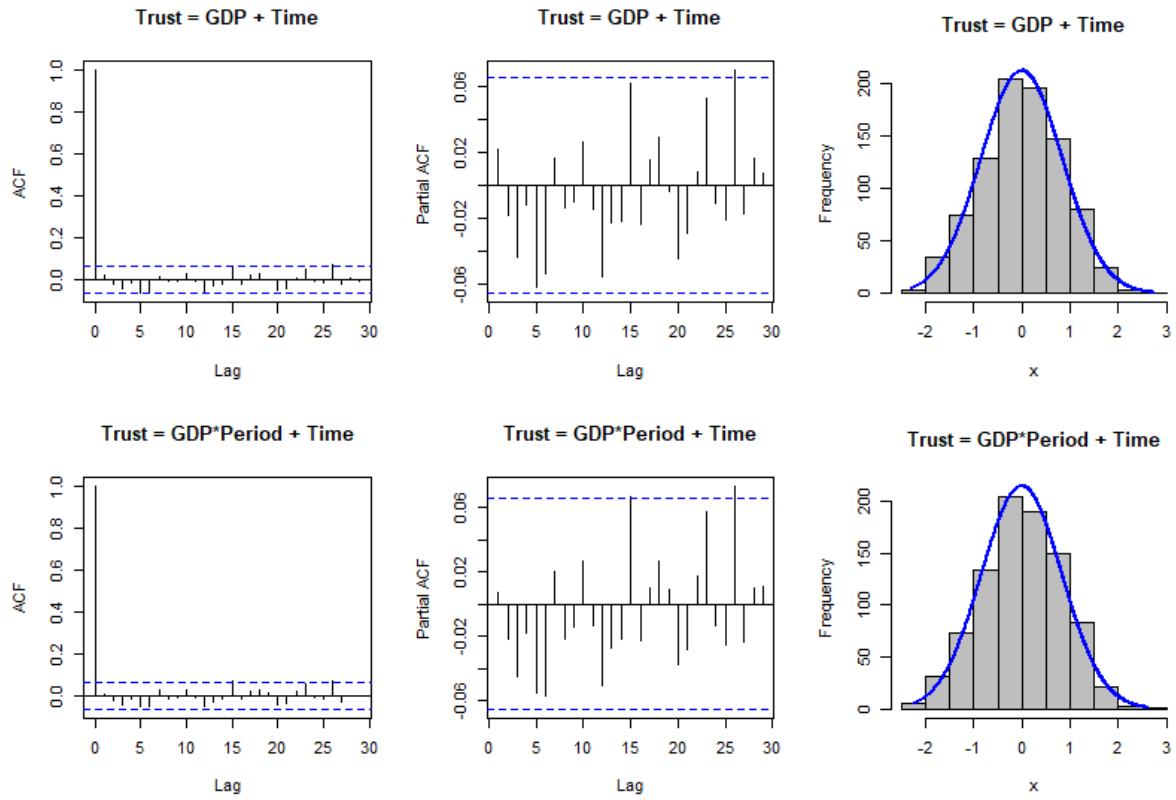 Trust = GDP + Time
ACF
0.0 0.2 0.4 0.6 0.8 1.0
0 5 10 15 20 25 30
Lag
Trust = GDP + Time
Partial ACF
-0.06 -0.02 0.02 0.06
0 5 10 15 20 25 30
Lag
Trust = GDP + Time
Frequency
0 50 100 150 200
-2 -1 0 1 2 3
x
Trust = GDP*Period + Time
ACF
0.0 0.2 0.4 0.6 0.8 1.0
0 5 10 15 20 25 30
Lag
Trust = GDP*Period + Time
Partial ACF
-0.06 -0.02 0.02 0.06
0 5 10 15 20 25 30
Lag
Trust = GDP*Period + Time
Frequency
0 50 100 150 200
-2 -1 0 1 2 3
x